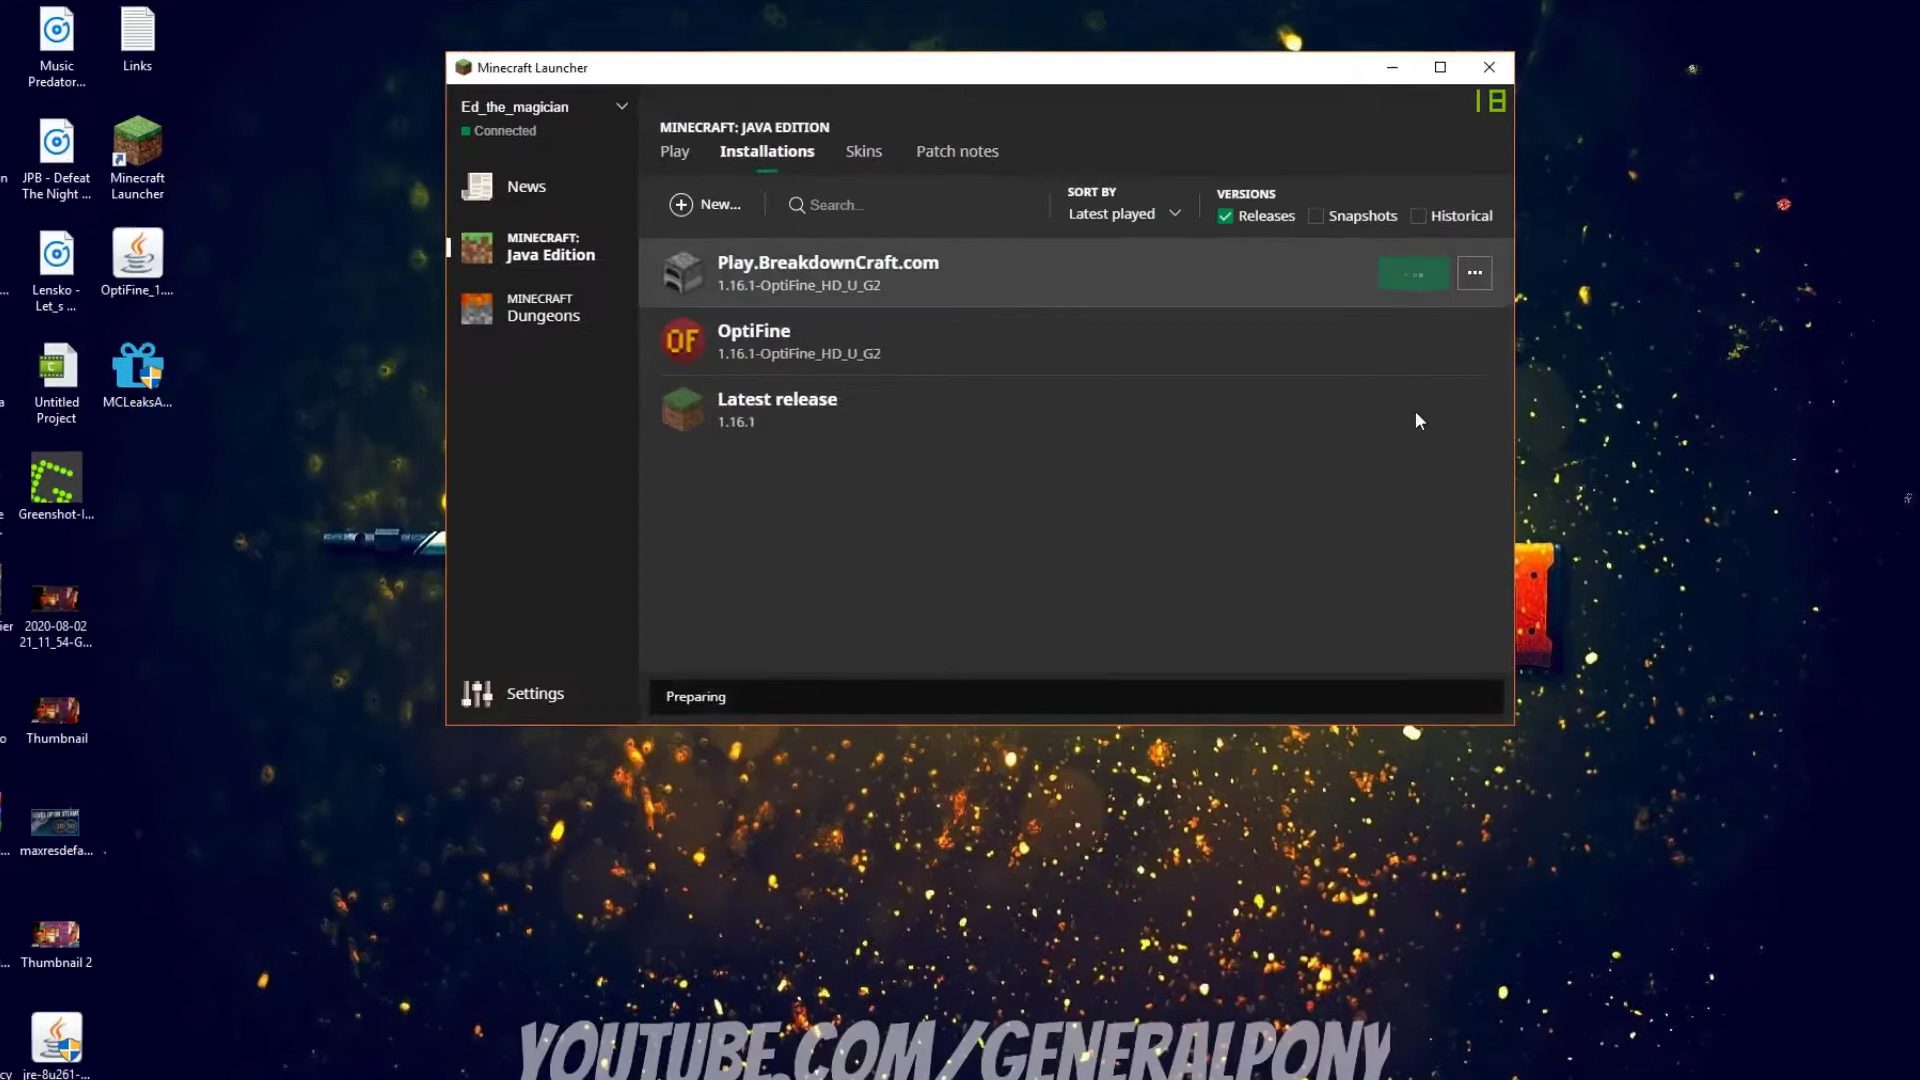 Music
Predator...
Links
JPB - Defeat
The Night ...
Minecraft
Launcher
Lensko -
Let_s ...
OptiFine_1....
C
Untitled
Project
MCLeaksA...
Greenshot-I...
2020-08-02
21_11_54-G...
Thumbnail
maxresdefa...
Thumbnail 2
jre-8u261-...
Minecraft Launcher
18
Ed_the_magician
Connected
News
MINECRAFT:
Java Edition
MINECRAFT
Dungeons
Settings
MINECRAFT: JAVA EDITION
Play Installations Skins Patch notes
New... Search...
SORT BY
Latest played
VERSIONS
Releases Snapshots Historical
Play.BreakdownCraft.com
1.16.1-OptiFine_HD_U_G2
OF
OptiFine
1.16.1-OptiFine_HD_U_G2
Latest release
1.16.1
Preparing
YOUTUBE.COM/GENERALPONY